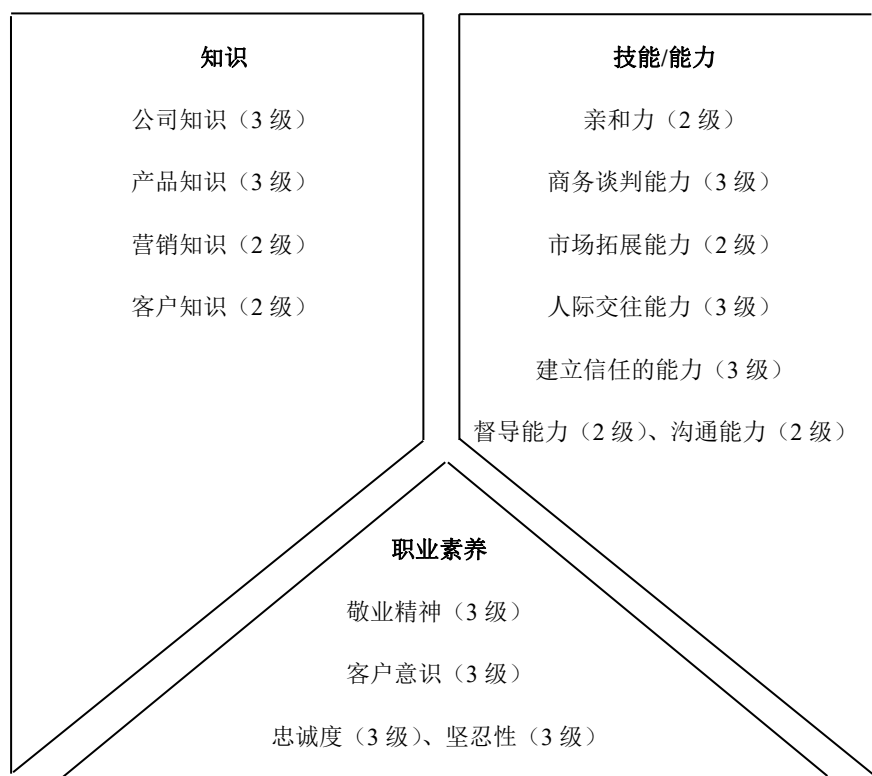 知识
公司知识（3 级）
产品知识（3 级）
营销知识（2 级）
客户知识（2 级）
技能/能力
亲和力（2 级）
商务谈判能力（3 级）
市场拓展能力（2 级）
人际交往能力（3 级）
建立信任的能力（3 级）
督导能力（2 级）、沟通能力（2 级）
职业素养
敬业精神（3 级）
客户意识（3 级）
忠诚度（3 级）、坚忍性（3 级）